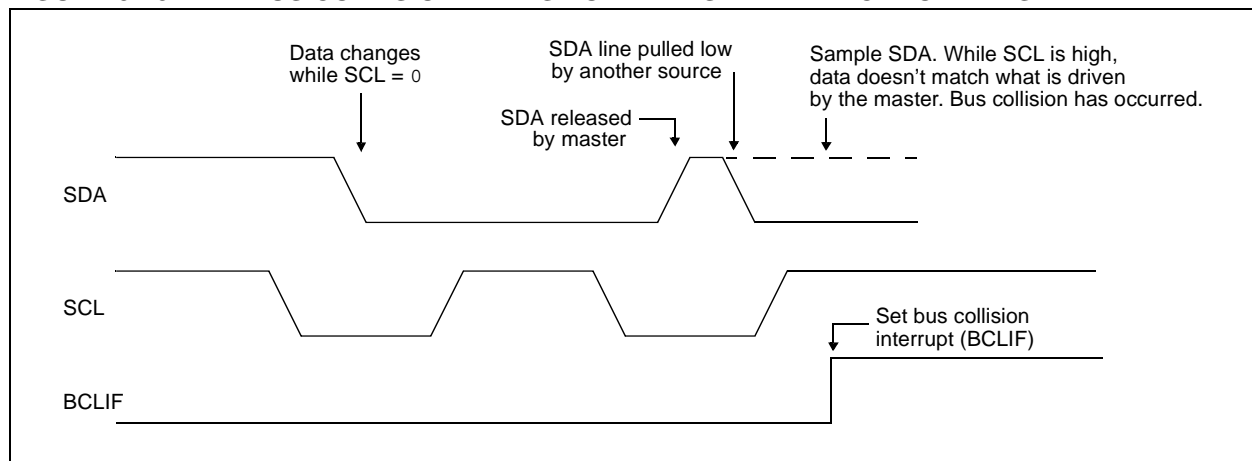 Data changes
while SCL = 0
SDA line pulled low
by another source
Sample SDA. While SCL is high,
data doesn't match what is driven
by the master. Bus collision has occurred.
SDA released
by master
SDA
SCL
Set bus collision
interrupt (BCLIF)
BCLIF